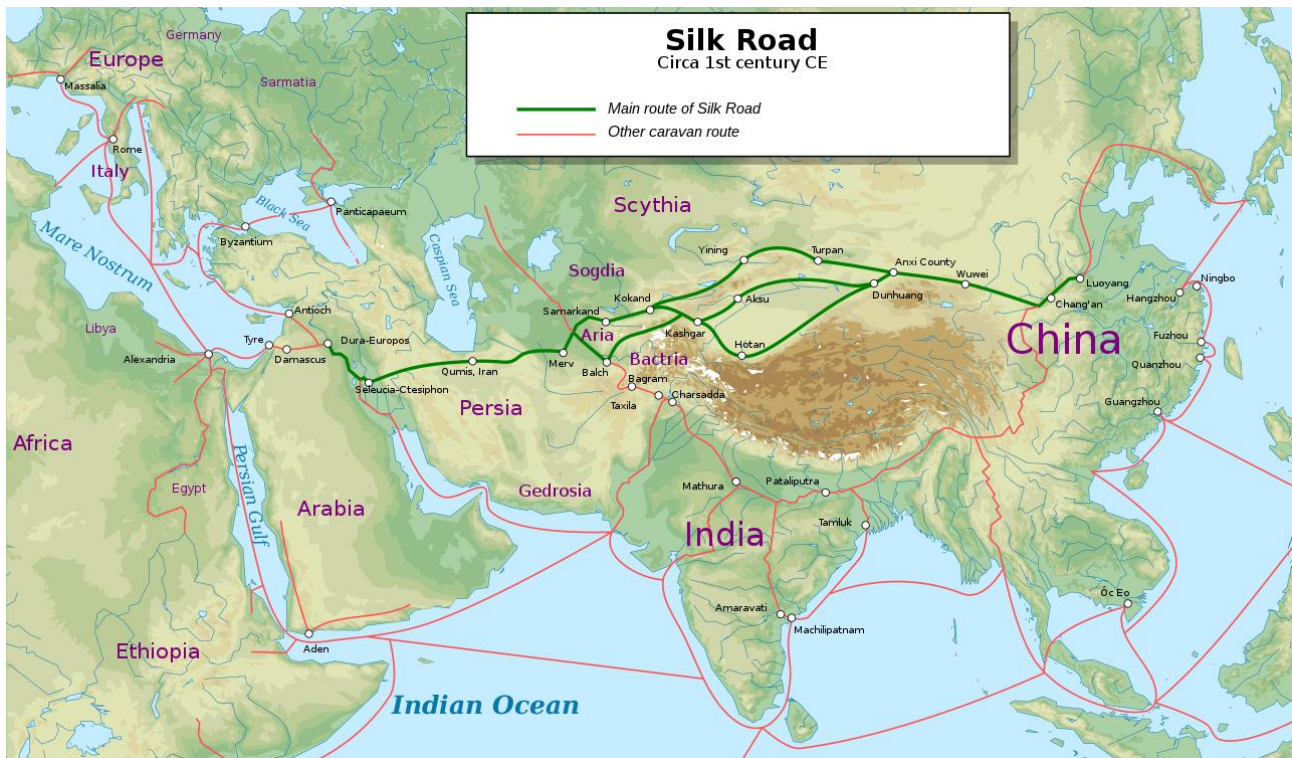 Silk Road
Circa 1st century CE
Main route of Silk Road
Other caravan route
Germany
Europe
Sarmatia
Massalia
Rome
Italy
Mare Nostrum
Black Sea
Panticapaeum
Byzantium
Caspian Sea
Scythia
Sogdia
Yining
Turpan
Anxi County
Wuwei
Luoyang
Ningbo
Hangzhou
Kokand
Aksu
Dunhuang
Chang'an
Samarkand
Antioch
Libya
Tyre
Dura-Europos
Aria
Kashgar
China
Fuzhou
Alexandria
Damascus
Hotan
Bactria
Quanzhou
Qumis, Iran
Merv
Balch
Seleucia-Ctesiphon
Bagram
Charsadda
Taxila
Persia
Guangzhou
Africa
Persian Gulf
Egypt
Arabia
Gedrosia
Mathura
Pataliputra
India
Tamluk
Óc Eo
Amaravati
Machilipatnam
Ethiopia
Aden
Indian Ocean